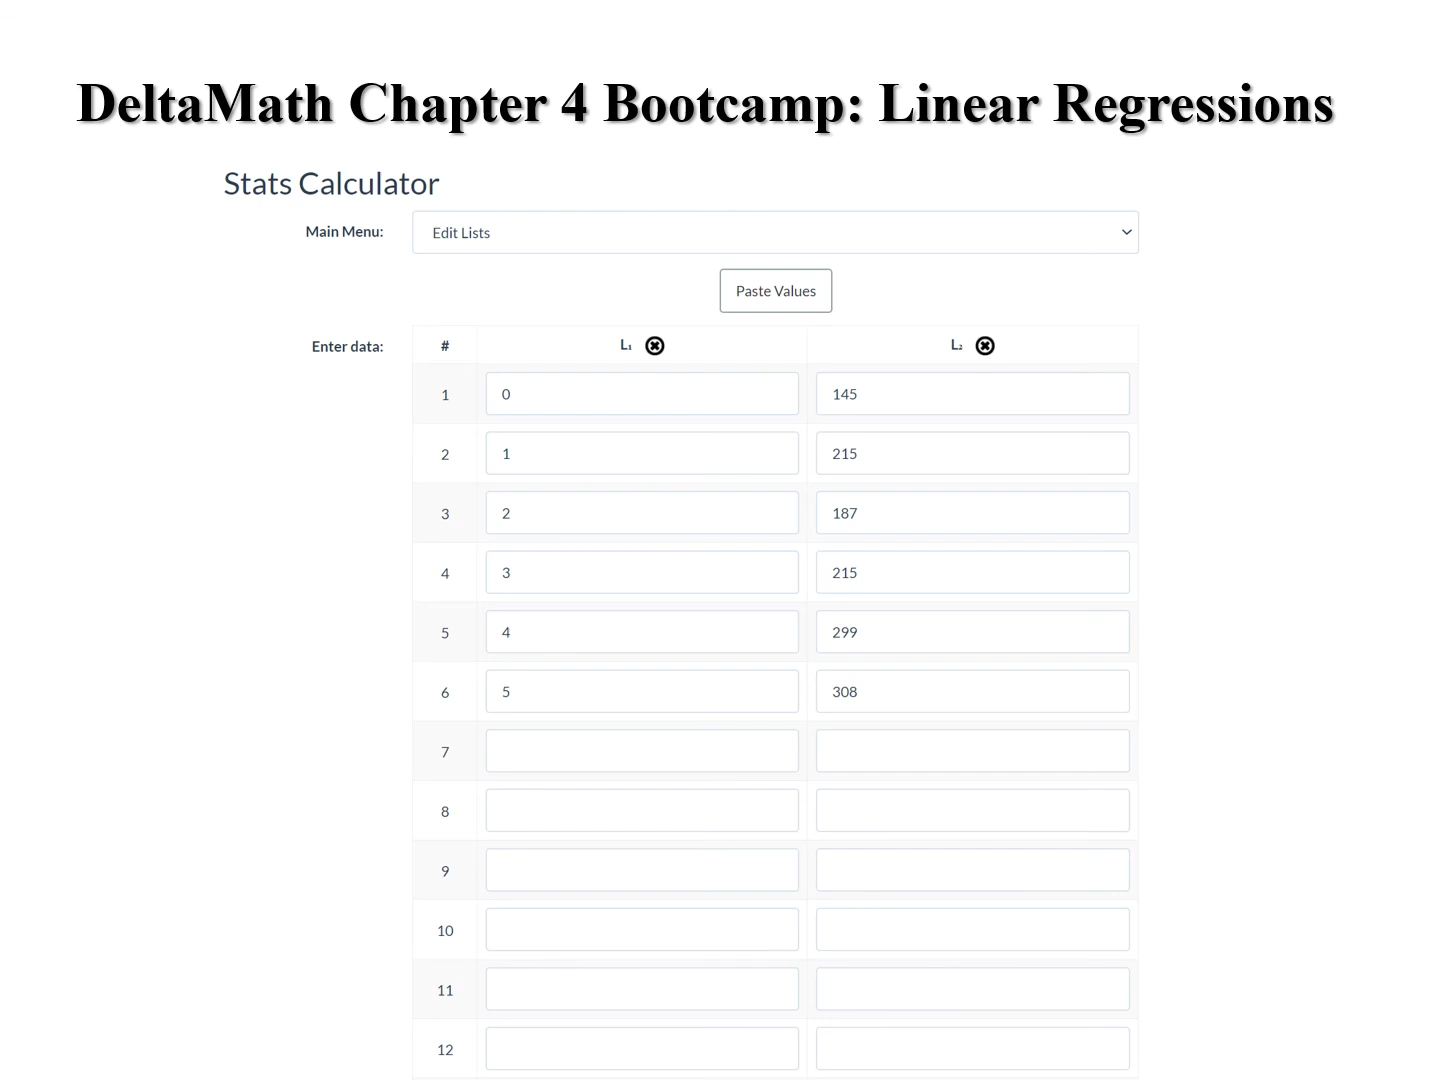 DeltaMath Chapter 4 Bootcamp: Linear Regressions
Stats Calculator
Main Menu: Edit Lists
Paste Values
Enter data: # L₁ L₂
1 0 145
2 1 215
3 2 187
4 3 215
5 4 299
6 5 308
7
8
9
10
11
12